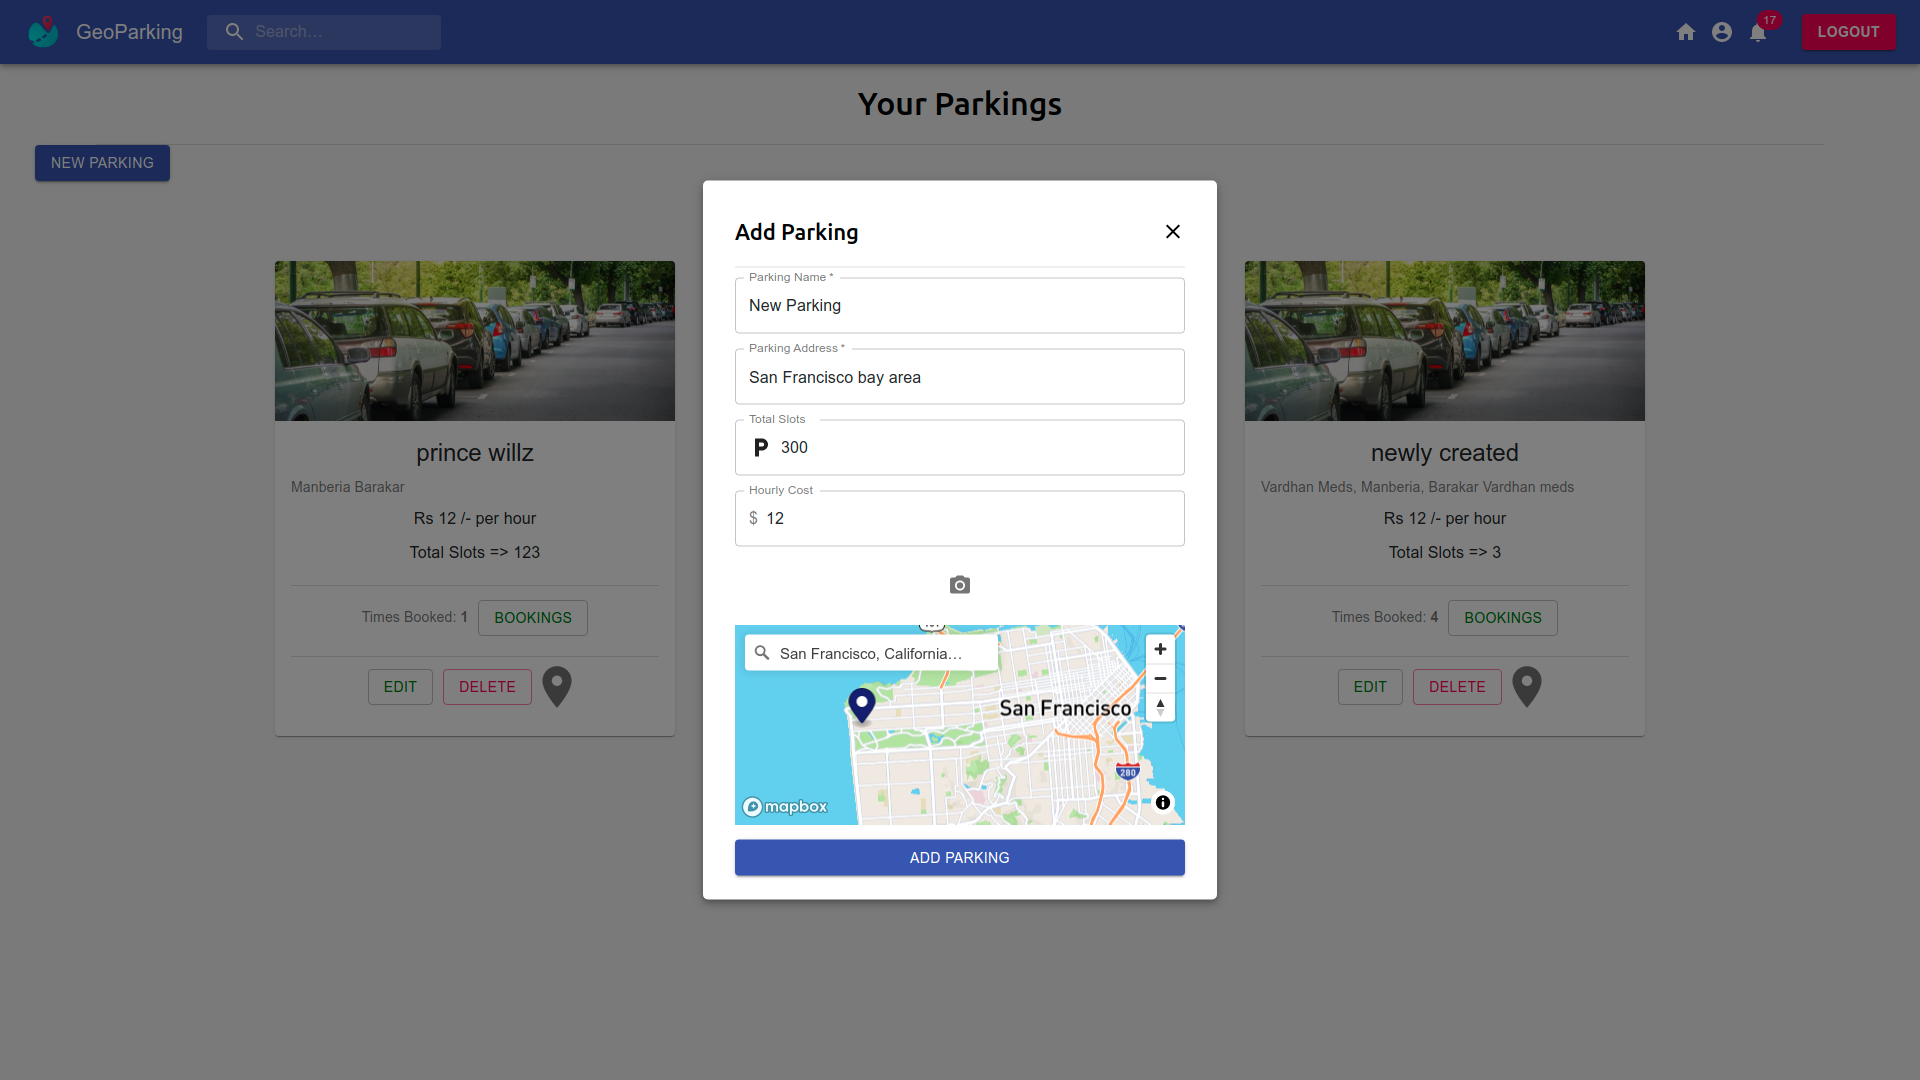 GeoParking
Search…
17
LOGOUT
Your Parkings
NEW PARKING
Add Parking
Parking Name *
New Parking
Parking Address *
San Francisco bay area
Total Slots
P 300
Hourly Cost
$ 12
San Francisco, California…
San Francisco
280
mapbox
ADD PARKING
prince willz
Manberia Barakar
Rs 12 /- per hour
Total Slots => 123
Times Booked: 1 BOOKINGS
EDIT DELETE
newly created
Vardhan Meds, Manberia, Barakar Vardhan meds
Rs 12 /- per hour
Total Slots => 3
Times Booked: 4 BOOKINGS
EDIT DELETE